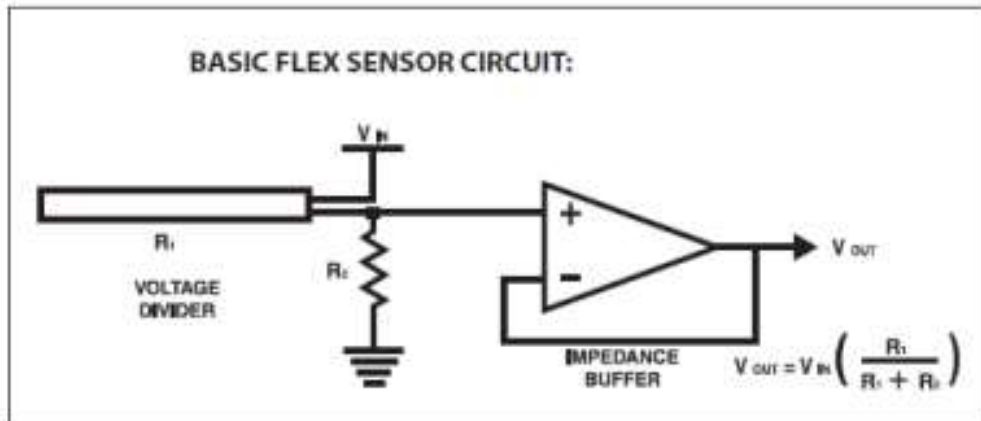 BASIC FLEX SENSOR CIRCUIT:
V IN
R₁
VOLTAGE
DIVIDER
R₂
+
−
IMPEDANCE
BUFFER
V OUT
V OUT = V IN ( R₁ / R₁ + R₂ )